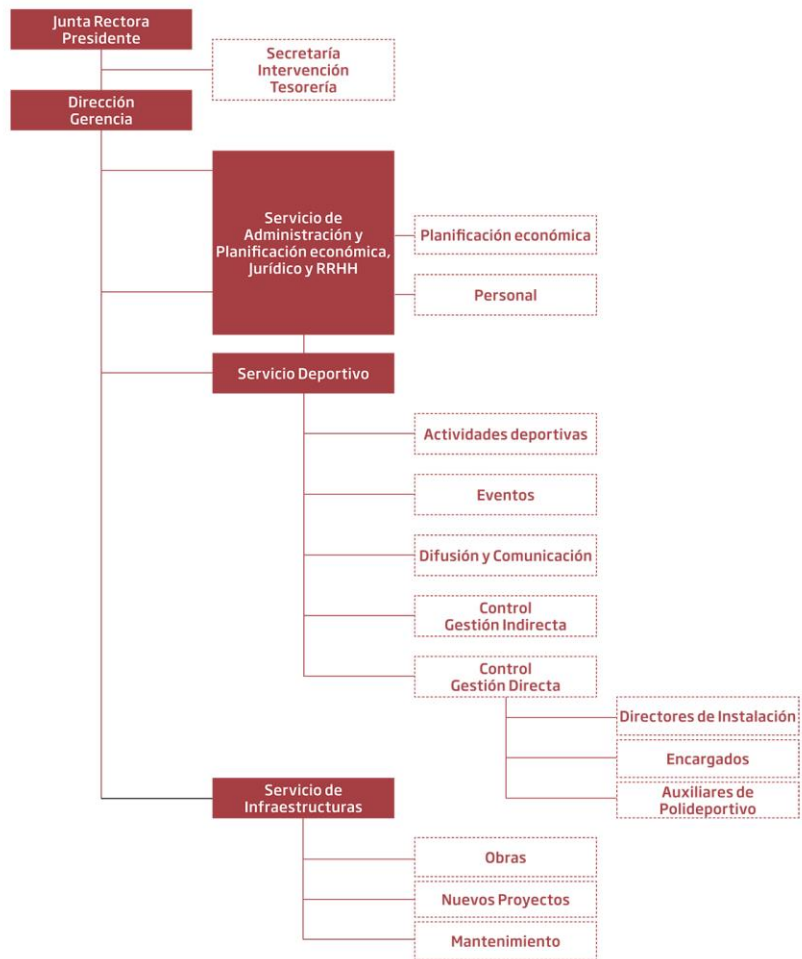 Junta Rectora
Presidente
Secretaría
Intervención
Tesorería
Dirección
Gerencia
Servicio de
Administración y
Planificación económica,
Jurídico y RRHH
Planificación económica
Personal
Servicio Deportivo
Actividades deportivas
Eventos
Difusión y Comunicación
Control
Gestión Indirecta
Control
Gestión Directa
Directores de Instalación
Encargados
Auxiliares de
Polideportivo
Servicio de
Infraestructuras
Obras
Nuevos Proyectos
Mantenimiento